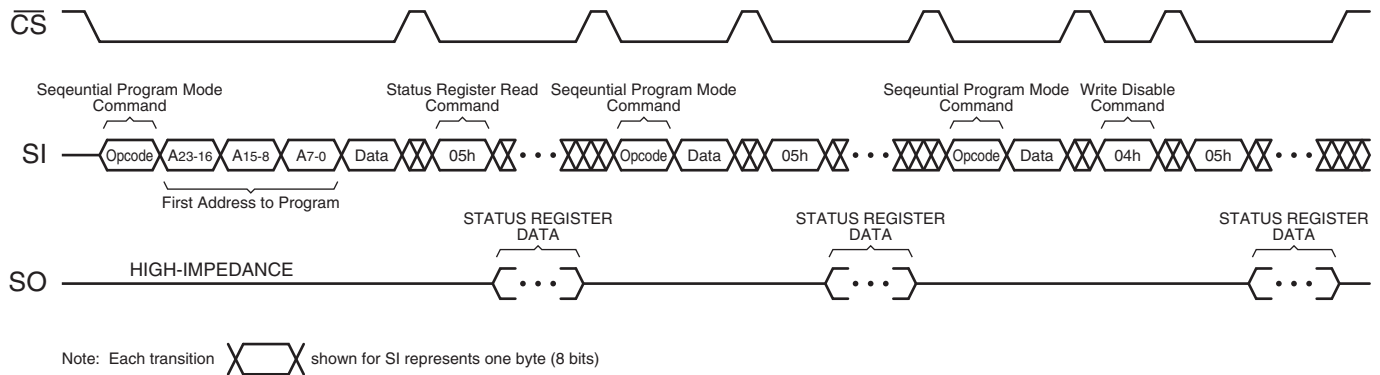 CS
Seqeuntial Program Mode
Command
Status Register Read
Command
Seqeuntial Program Mode
Command
Seqeuntial Program Mode
Command
Write Disable
Command
SI
Opcode A23-16 A15-8 A7-0 Data 05h • • • Opcode Data 05h • • • Opcode Data 04h 05h • • •
First Address to Program
STATUS REGISTER
DATA
STATUS REGISTER
DATA
STATUS REGISTER
DATA
SO
HIGH-IMPEDANCE
• • • • • • • • •
Note: Each transition shown for SI represents one byte (8 bits)